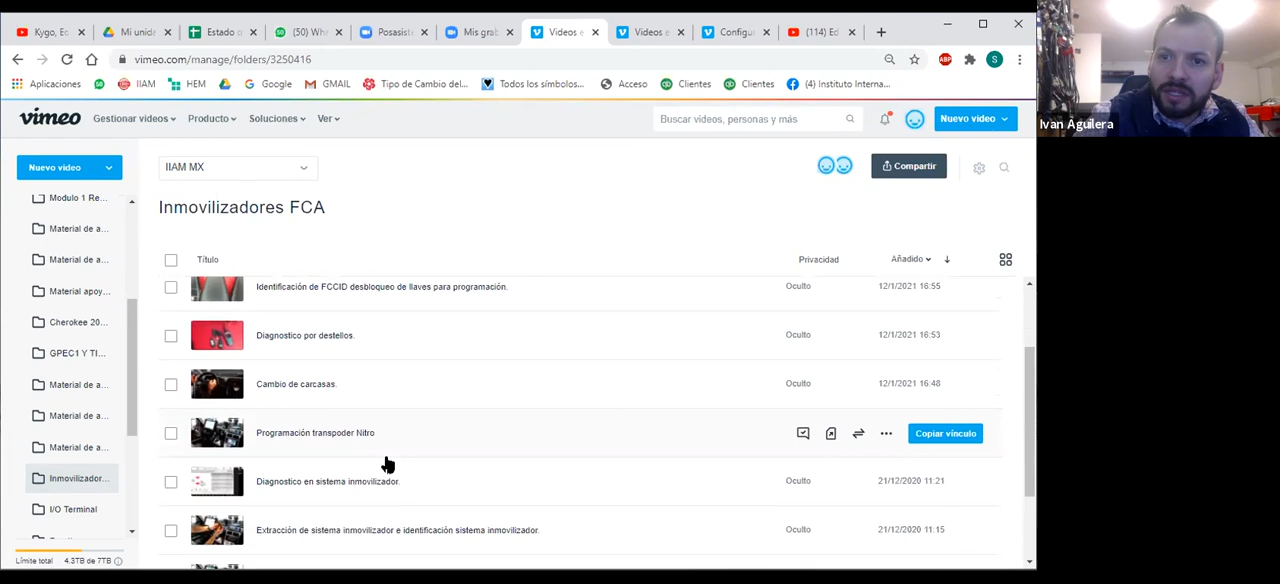 Kygo, Ec
Mi unida
Estado o
(50) Wha
Posasist
Mis grab
Videos e
Videos e
Configu
(114) Ed
vimeo.com/manage/folders/3250416
Aplicaciones
IIAM
HEM
Google
GMAIL
Tipo de Cambio del...
Todos los símbolos...
Acceso
Clientes
Clientes
(4) Instituto Interna...
ABP
S
vimeo
Gestionar videos
Producto
Soluciones
Ver
Buscar videos, personas y más
Nuevo video
Nuevo video
IIAM MX
Compartir
Inmovilizadores FCA
Título
Privacidad
Añadido
Modulo 1 Re...
Material de a...
Material de a...
Material apoy...
Cherokee 20...
GPEC1 Y TI...
Material de a...
Material de a...
Material de a...
Inmovilizador...
I/O Terminal
Límite total 4.3TB de 7TB
Identificación de FCCID desbloqueo de llaves para programación.
Oculto
12/1/2021 16:55
Diagnostico por destellos.
Oculto
12/1/2021 16:53
Cambio de carcasas.
Oculto
12/1/2021 16:48
Programación transpoder Nitro
Copiar vínculo
Diagnostico en sistema inmovilizador.
Oculto
21/12/2020 11:21
Extracción de sistema inmovilizador e identificación sistema inmovilizador.
Oculto
21/12/2020 11:15
Ivan Aguilera